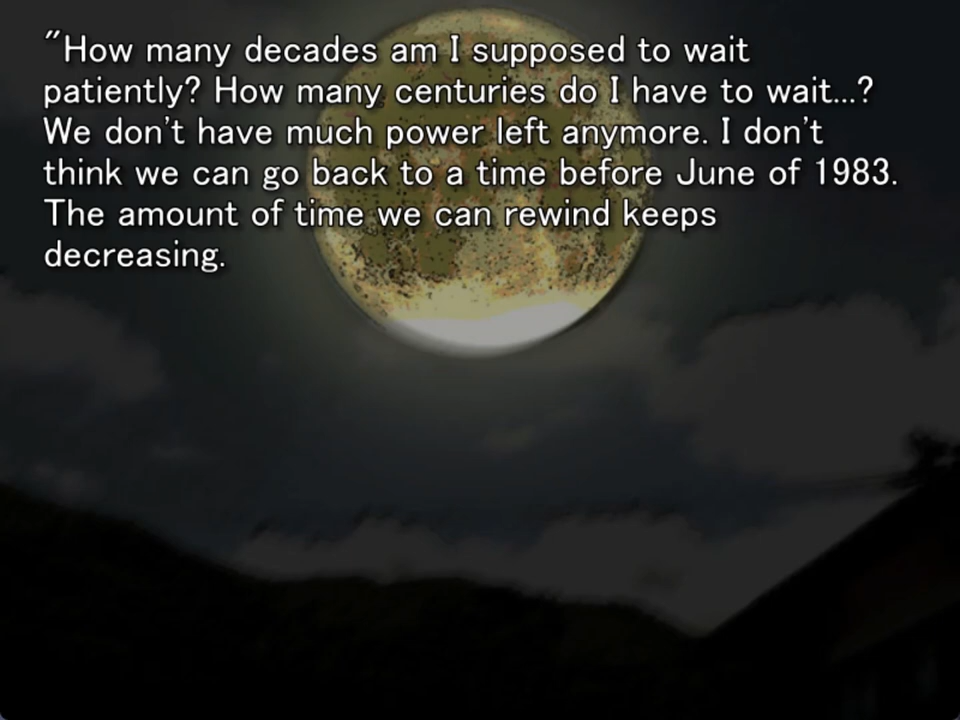 "How many decades am I supposed to wait
patiently? How many centuries do I have to wait...?
We don't have much power left anymore. I don't
think we can go back to a time before June of 1983.
The amount of time we can rewind keeps
decreasing.